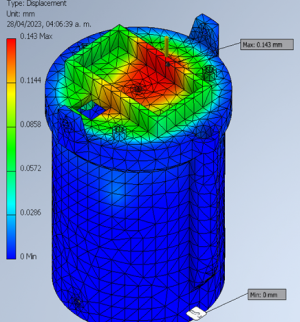 Type: Displacement
Unit: mm
28/04/2023, 04:06:39 a. m.
0.143 Max
0.1144
0.0858
0.0572
0.0286
0 Min
Max: 0.143 mm
Min: 0 mm